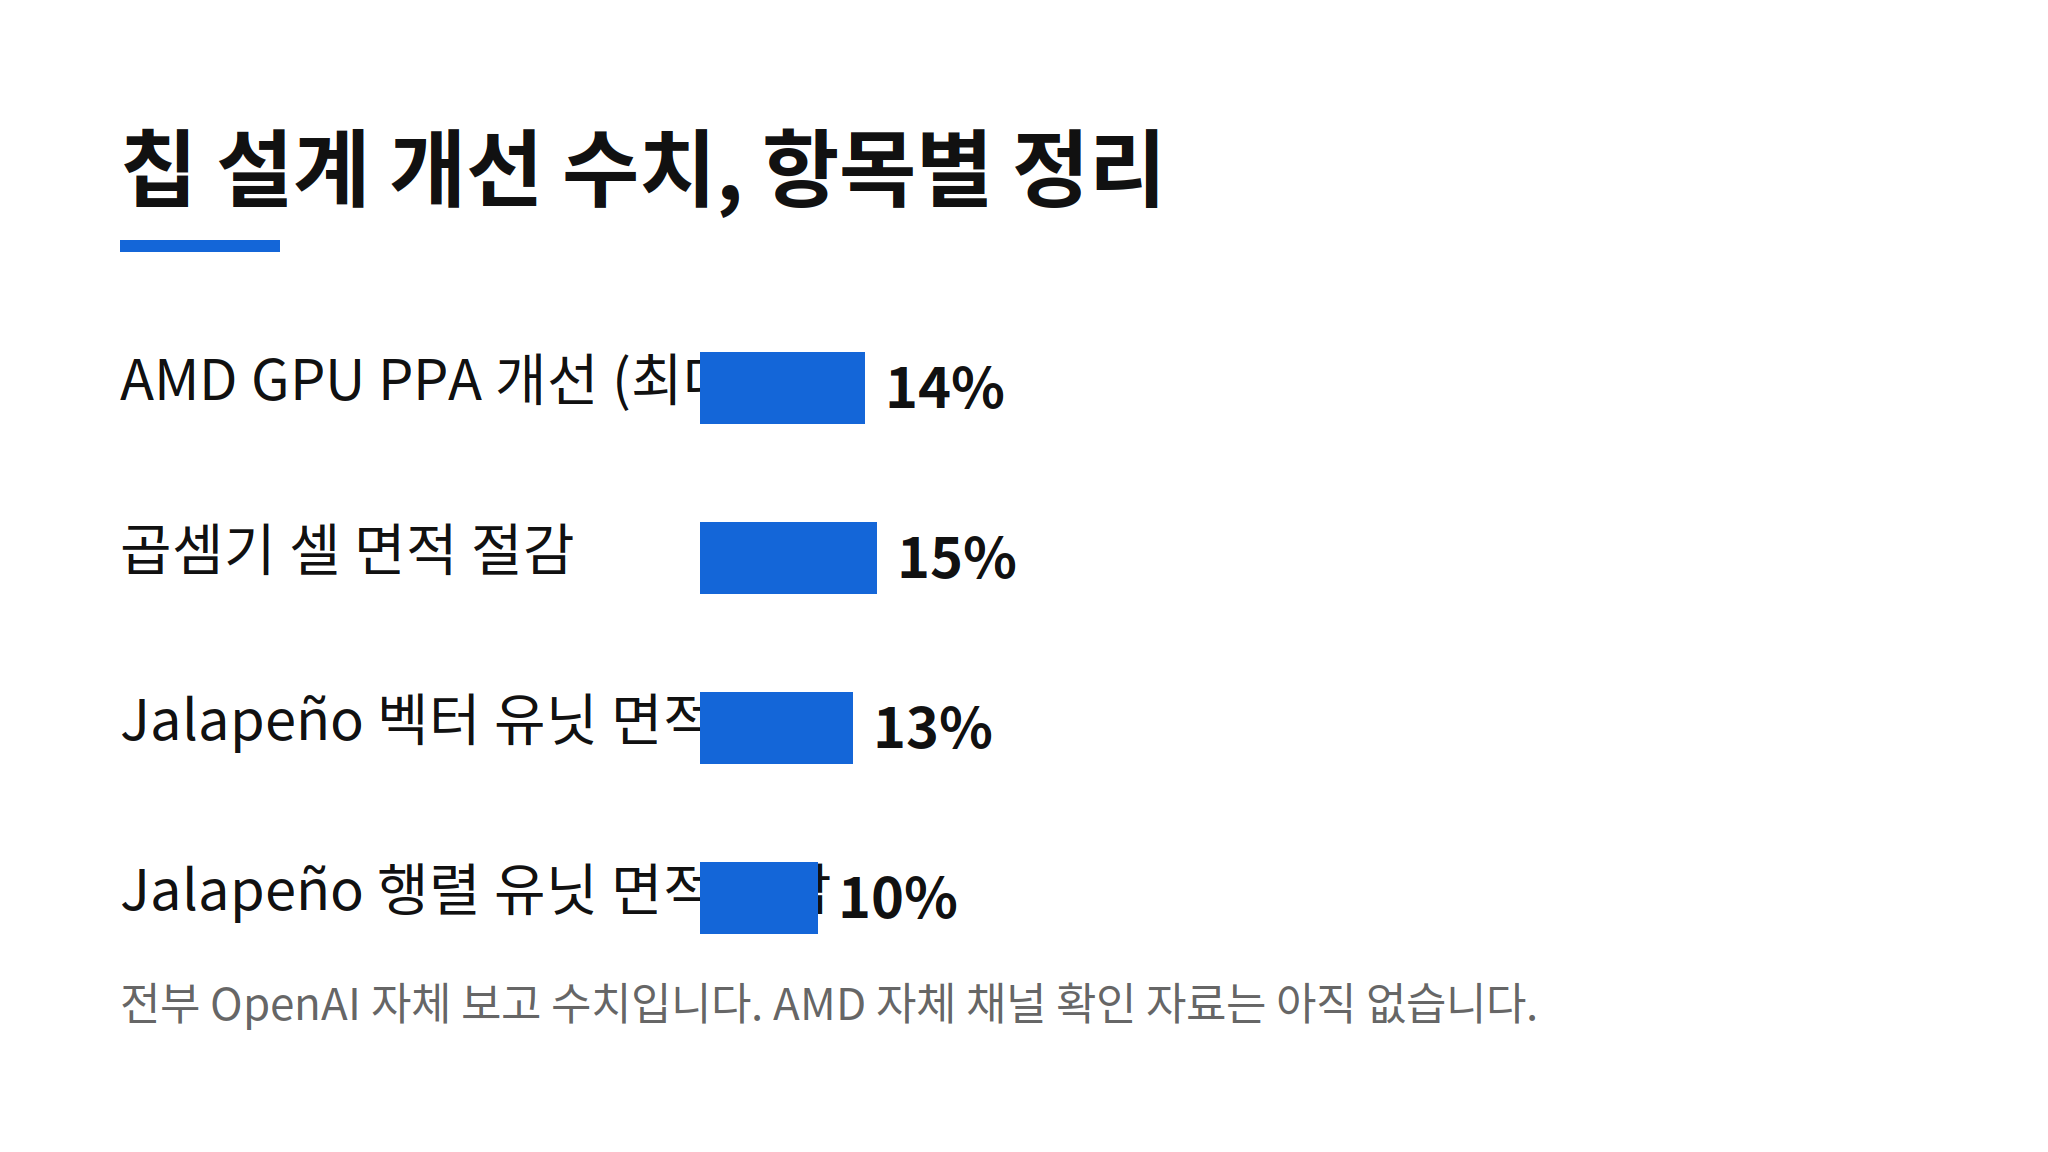 칩 설계 개선 수치, 항목별 정리
AMD GPU PPA 개선 14%
곱셈기 셀 면적 절감 15%
Jalapeño 벡터 유닛 면적 13%
Jalapeño 행렬 유닛 면적 10%
전부 OpenAI 자체 보고 수치입니다. AMD 자체 채널 확인 자료는 아직 없습니다.